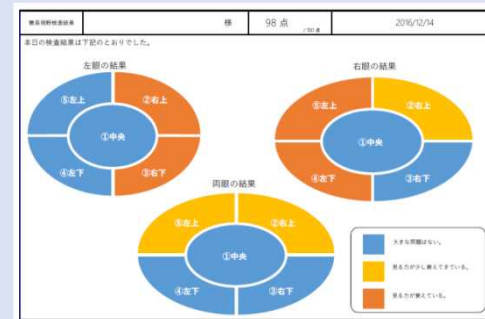 簡易視野検査結果 様 98 点 /100 点 2016/12/14
本日の検査結果は下記のとおりでした。
左眼の結果
⑤左上 ②右上
①中央
④左下 ③右下
右眼の結果
⑤左上 ②右上
①中央
④左下 ③右下
両眼の結果
⑤左上 ②右上
①中央
④左下 ③右下
大きな問題はない。
見る力が少し衰えてきている。
見る力が衰えている。